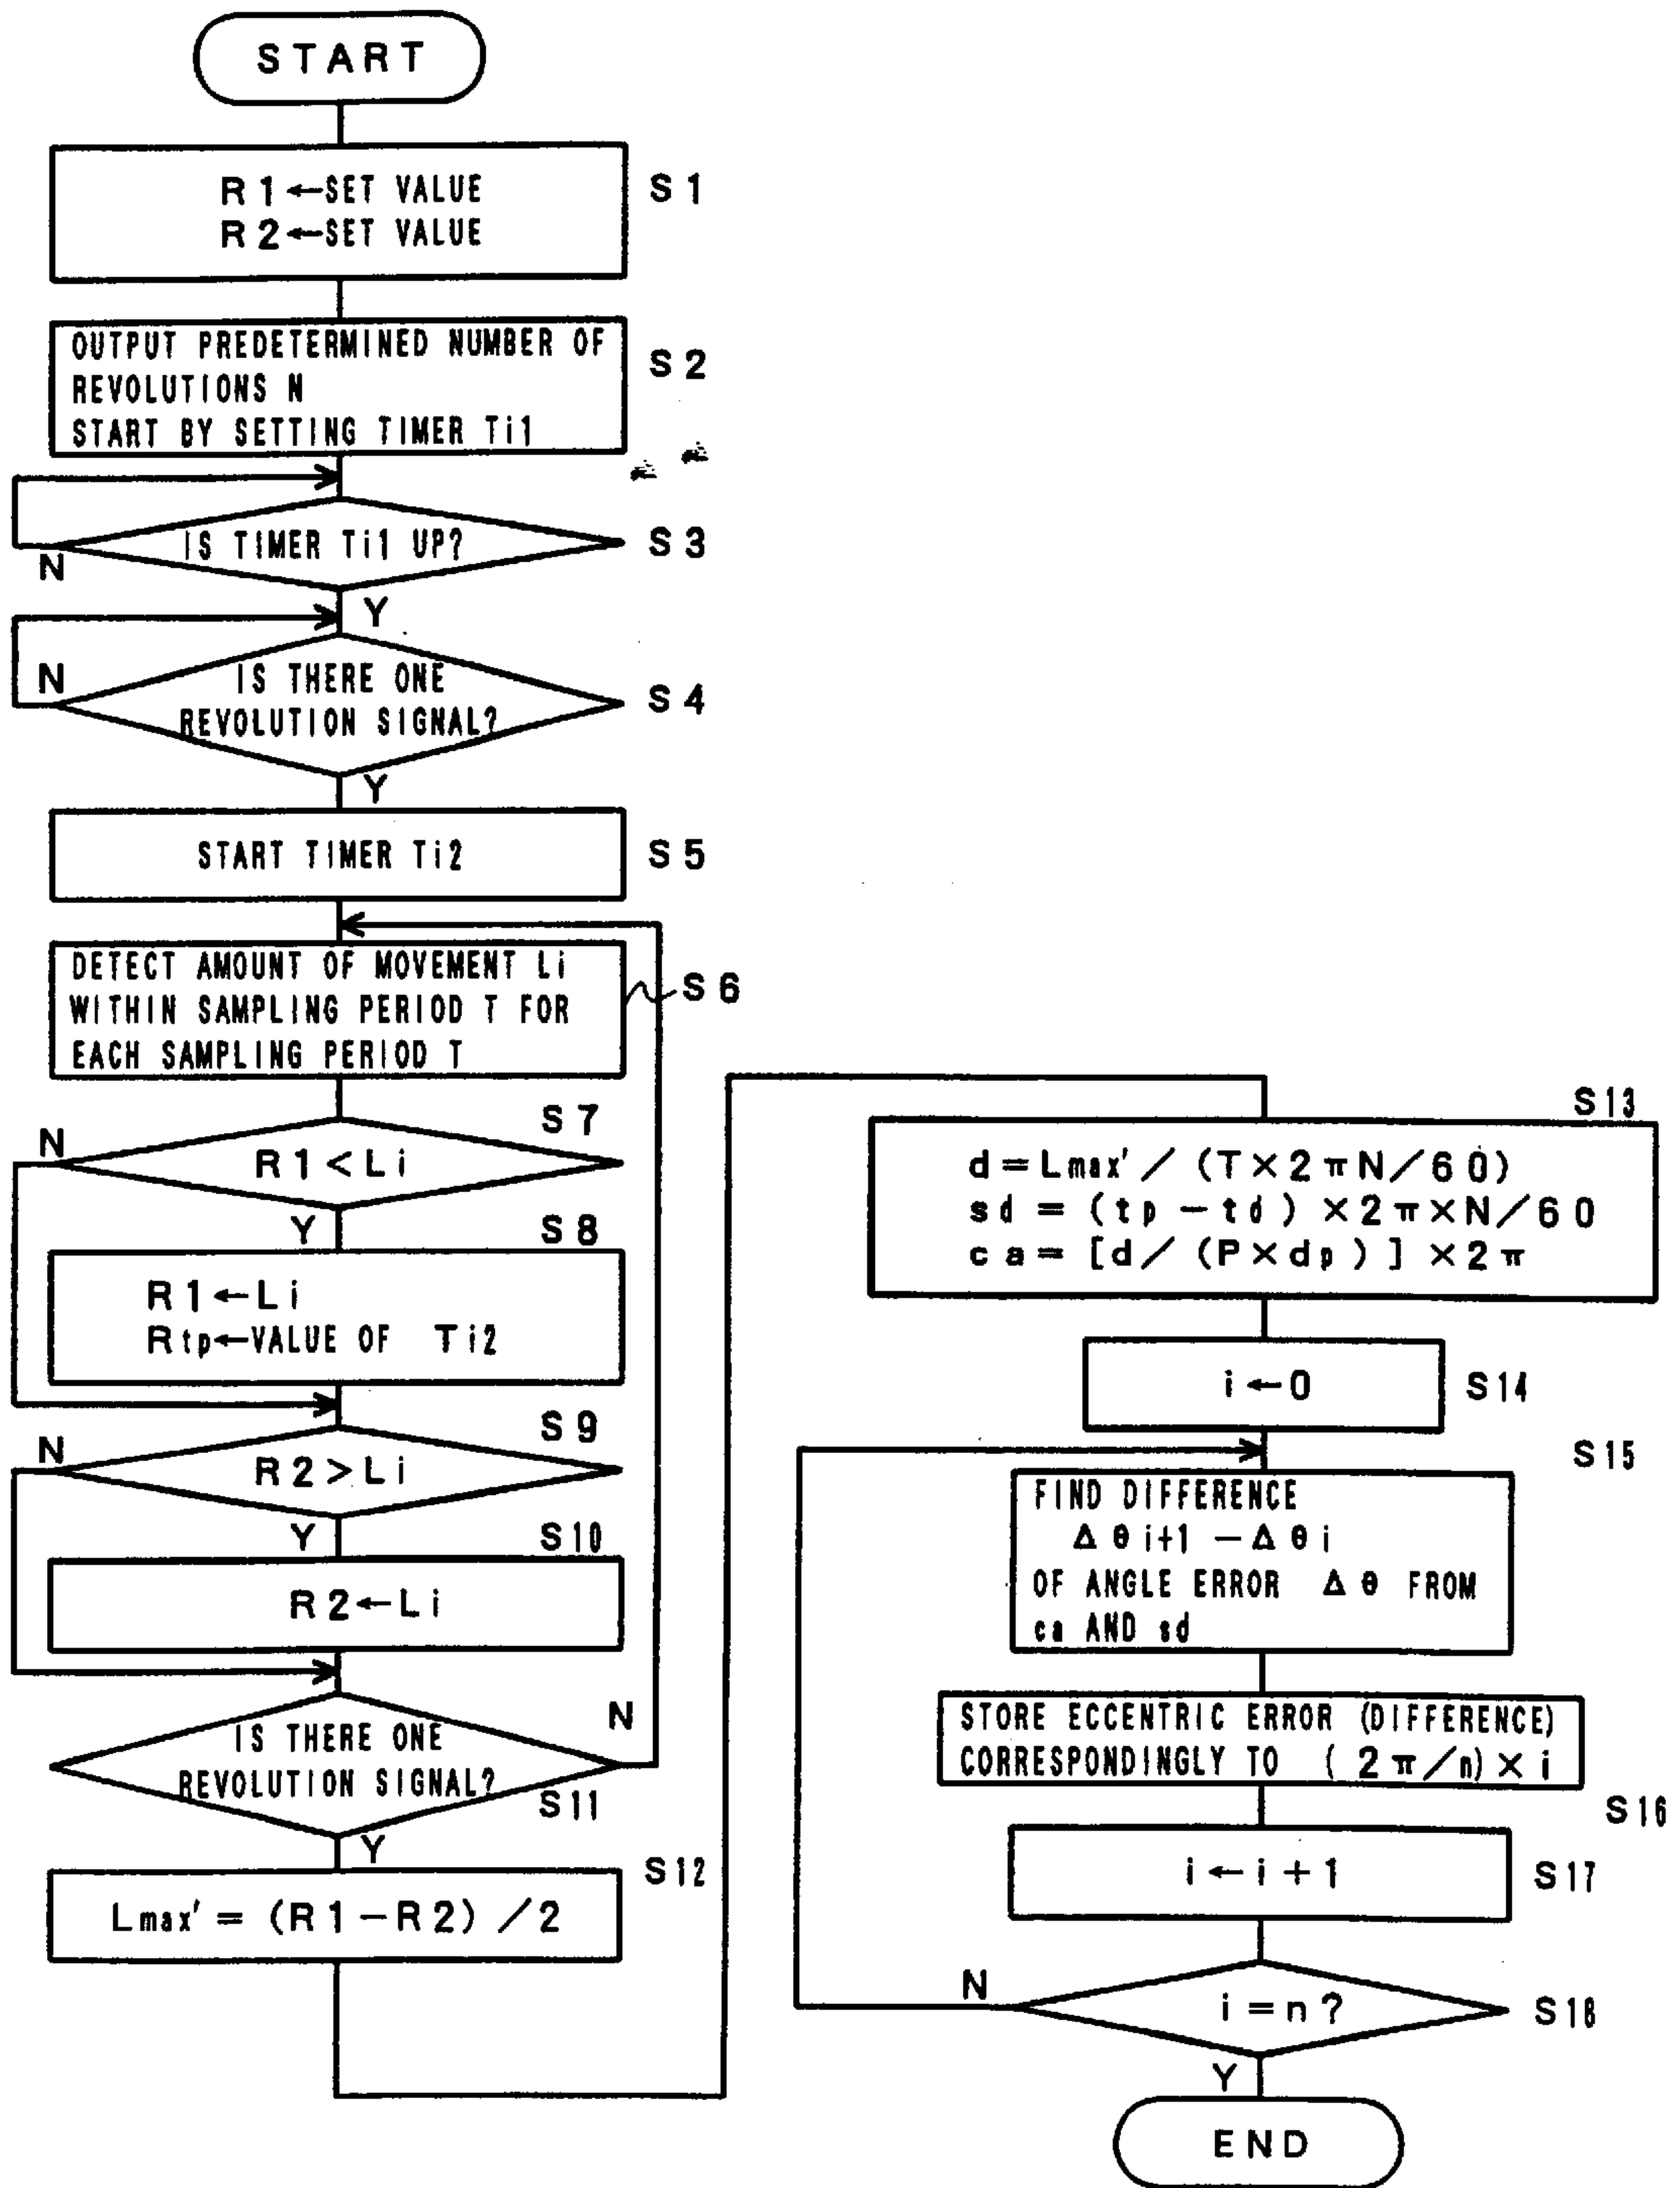 START
R1←SET VALUE
R2←SET VALUE
S1
OUTPUT PREDETERMINED NUMBER OF
REVOLUTIONS N
START BY SETTING TIMER Ti1
S2
IS TIMER Ti1 UP?
S3
N
Y
IS THERE ONE
REVOLUTION SIGNAL?
S4
N
Y
START TIMER Ti2
S5
DETECT AMOUNT OF MOVEMENT Li
WITHIN SAMPLING PERIOD T FOR
EACH SAMPLING PERIOD T
S6
S7
N
R1<Li
Y
S8
R1←Li
Rtp←VALUE OF Ti2
S9
N
R2>Li
Y
S10
R2←Li
N
IS THERE ONE
REVOLUTION SIGNAL?
S11
Y
S12
Lmax'=(R1-R2)/2
S13
d=Lmax'/(T×2πN/60)
sd=(tp-td)×2π×N/60
ca=[d/(P×dp)]×2π
i←0
S14
S15
FIND DIFFERENCE
Δθi+1-Δθi
OF ANGLE ERROR Δθ FROM
ca AND sd
STORE ECCENTRIC ERROR (DIFFERENCE)
CORRESPONDINGLY TO (2π/n)×i
S16
i←i+1
S17
N
i=n?
S18
Y
END